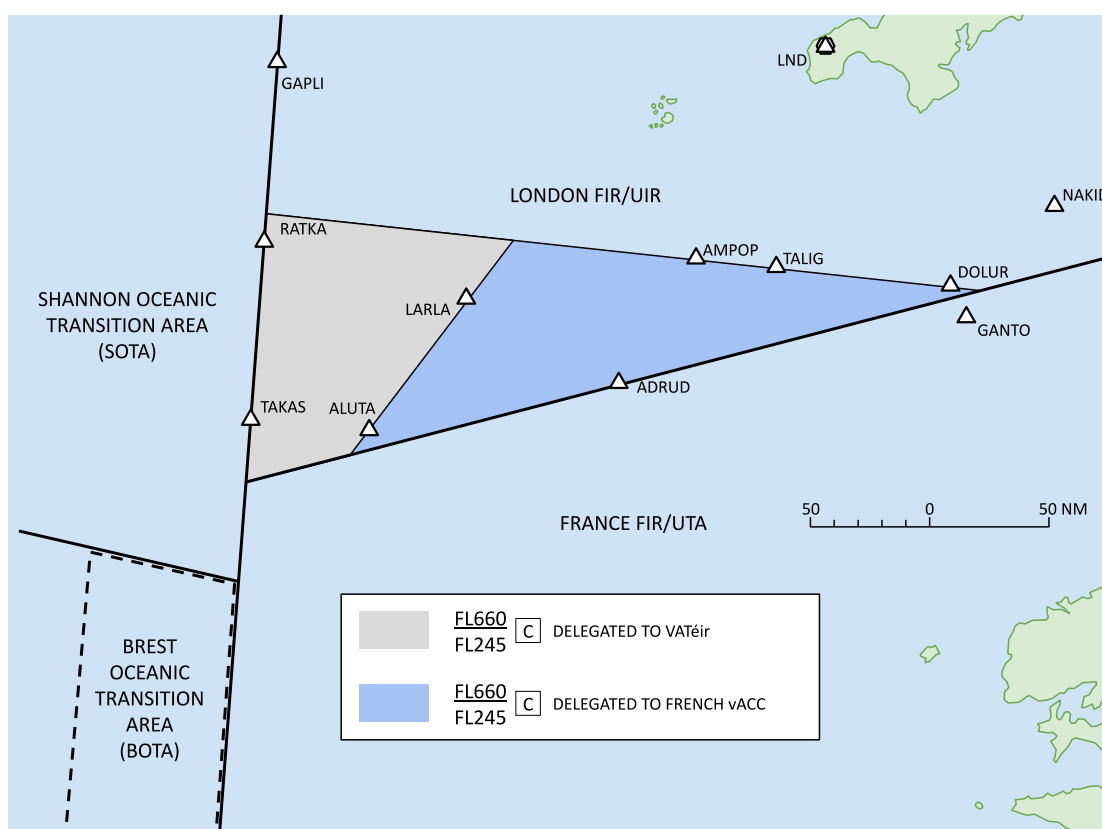 LND
GAPLI
NAKID
LONDON FIR/UIR
RATKA
AMPOP
TALIG
DOLUR
SHANNON OCEANIC
TRANSITION AREA
(SOTA)
LARLA
GANTO
ADRUD
TAKAS
ALUTA
50 0 50 NM
FRANCE FIR/UTA
BREST
OCEANIC
TRANSITION
AREA
(BOTA)
FL660
FL245
C DELEGATED TO VATéir
FL660
FL245
C DELEGATED TO FRENCH vACC